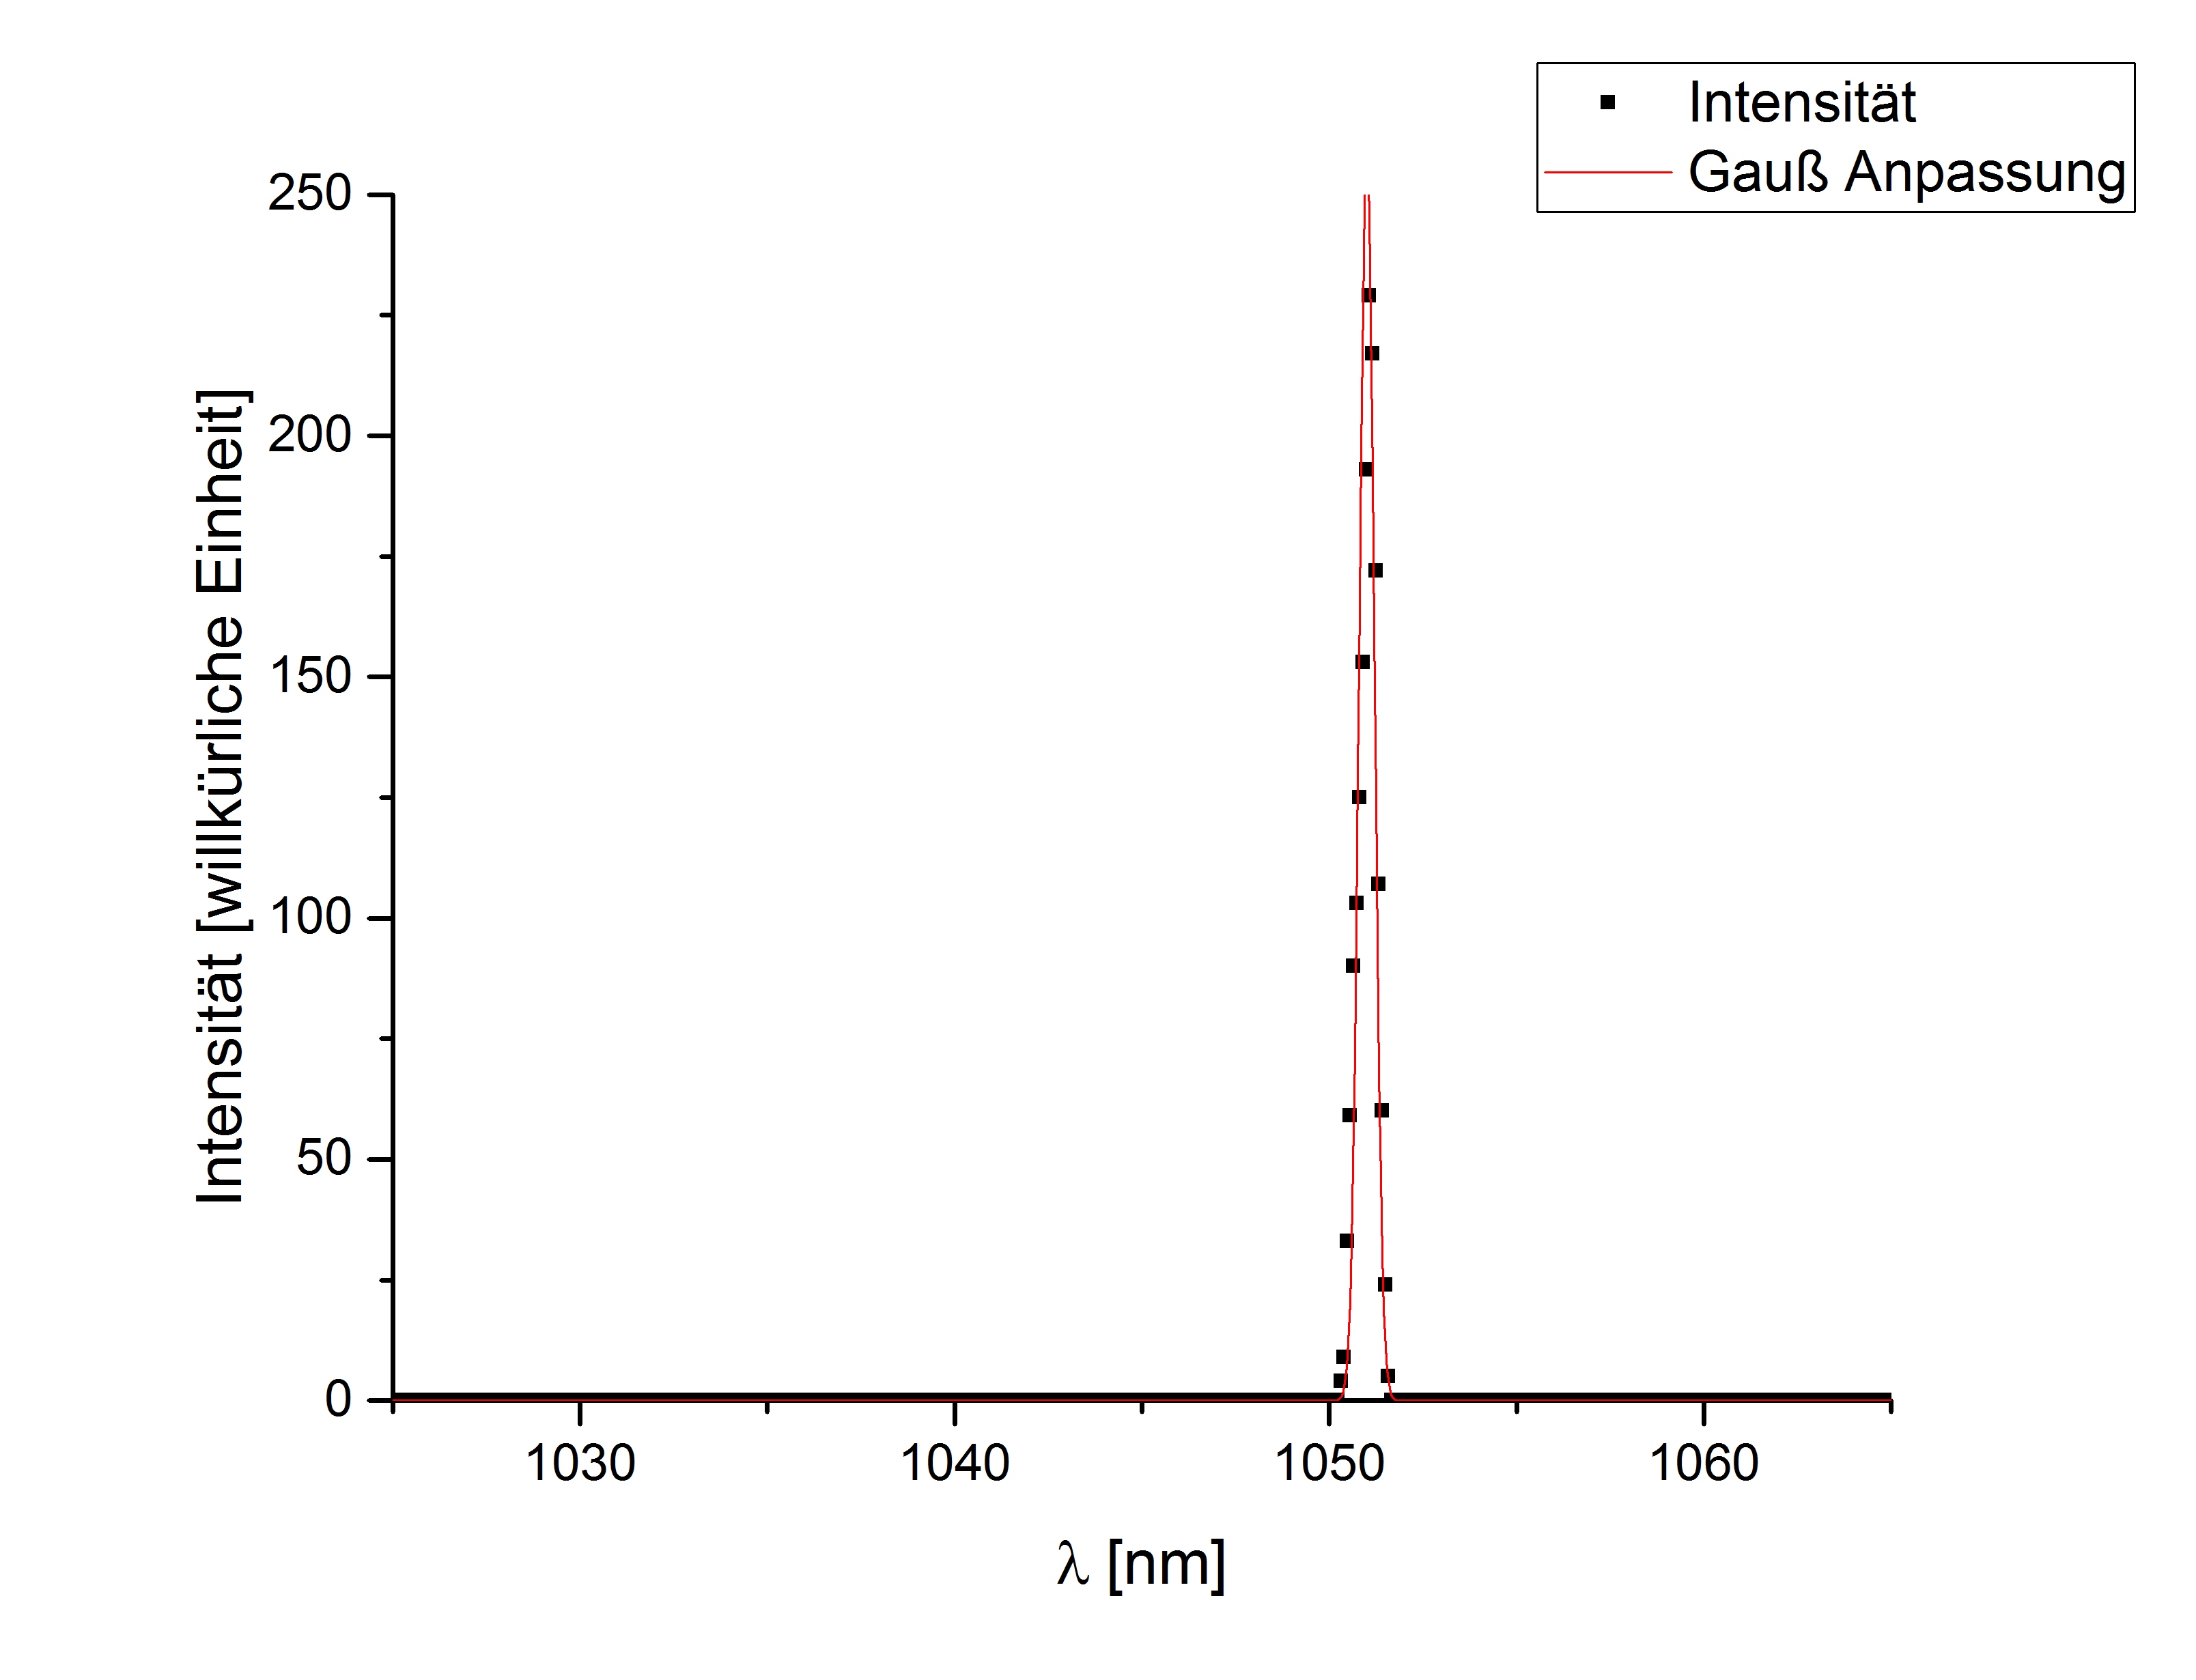 Intensität
Gauß Anpassung
250
200
150
100
50
0
Intensität [willkürliche Einheit]
1030 1040 1050 1060
λ [nm]